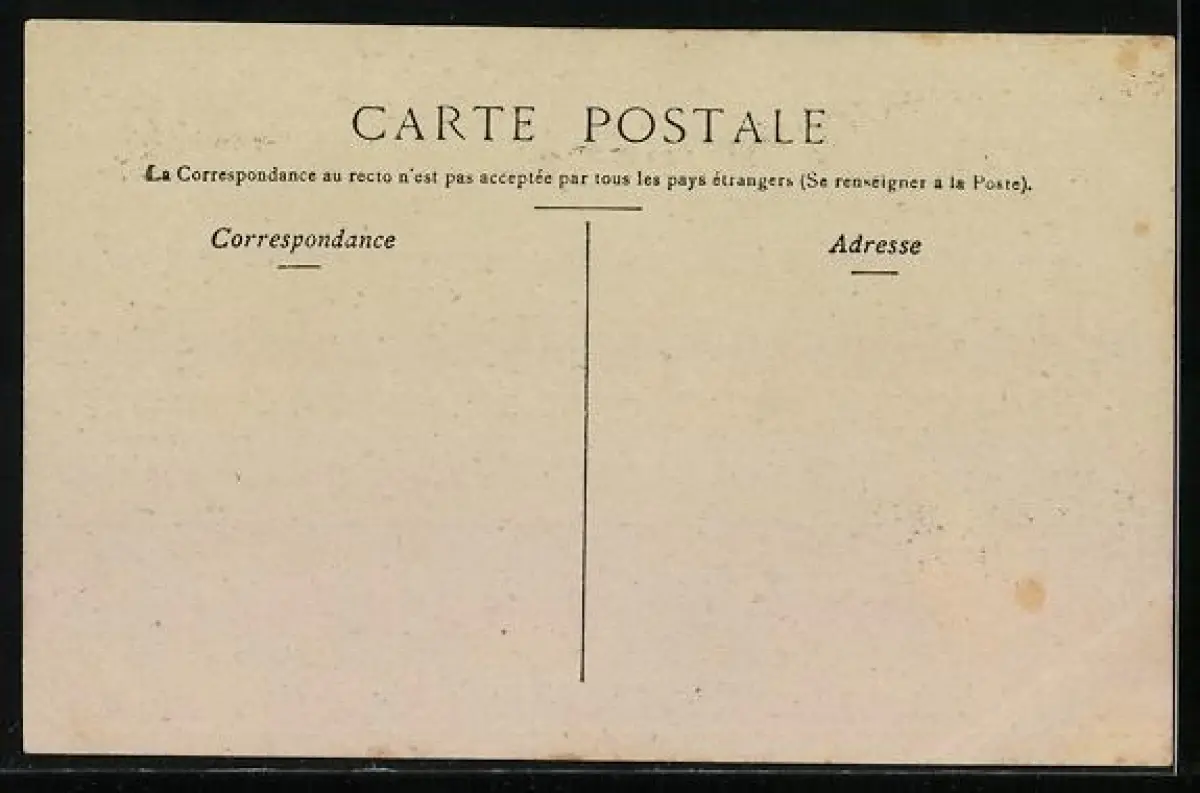 CARTE POSTALE
La Correspondance au recto n'est pas acceptée par tous les pays étrangers (Se renseigner a la Poste).
Correspondance
Adresse